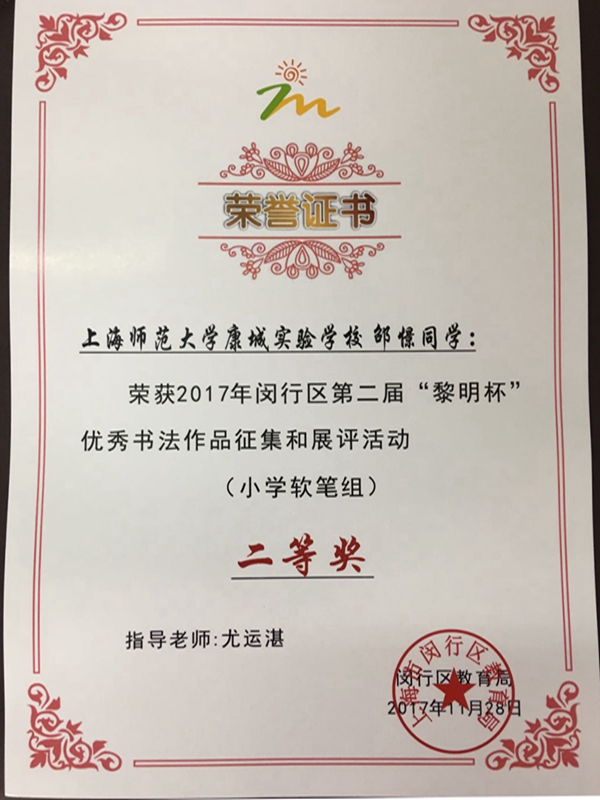 荣誉证书
上海师范大学康城实验学校 邹憬同学：
荣获2017年闵行区第二届“黎明杯”
优秀书法作品征集和展评活动
（小学软笔组）
二等奖
指导老师:尤运湛
闵行区教育局
2017年11月28日
上海市闵行区教育局